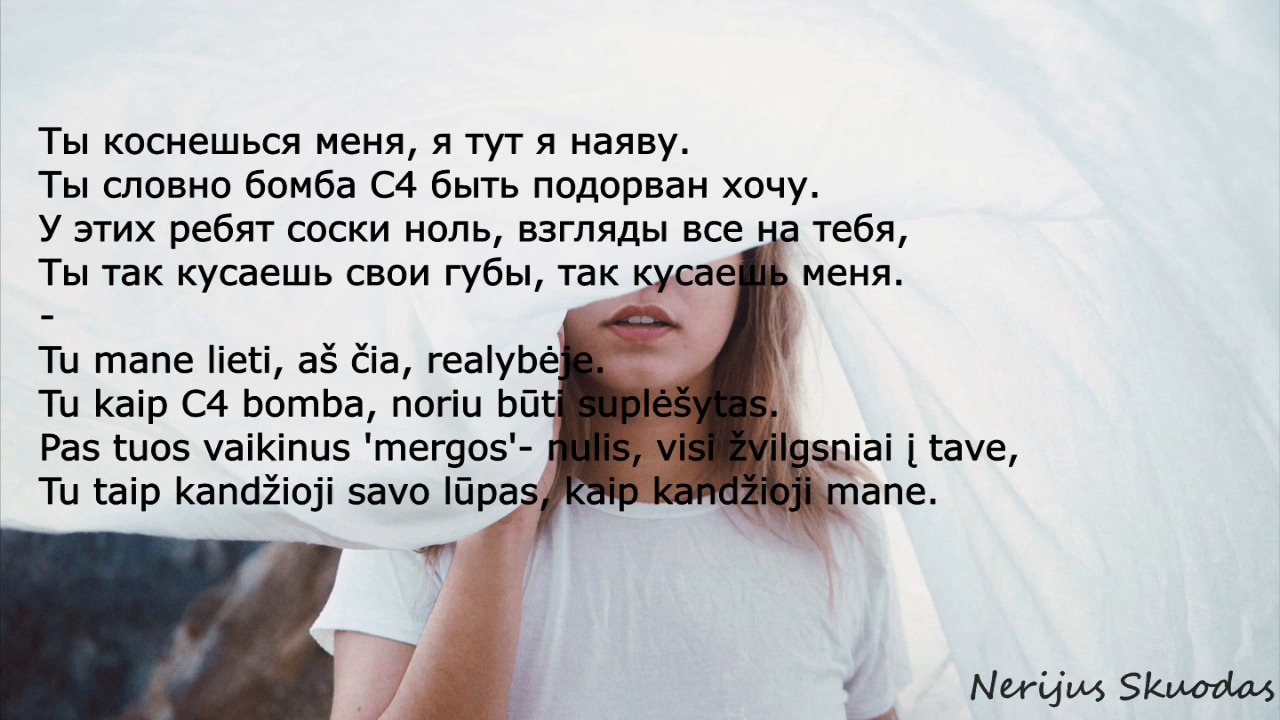 Ты коснешься меня, я тут я наяву.
Ты словно бомба С4 быть подорван хочу.
У этих ребят соски ноль, взгляды все на тебя,
Ты так кусаешь свои губы, так кусаешь меня.
-
Tu mane lieti, aš čia, realybėje.
Tu kaip C4 bomba, noriu būti suplėšytas.
Pas tuos vaikinus 'mergos'- nulis, visi žvilgsniai į tave,
Tu taip kandžioji savo lūpas, kaip kandžioji mane.
Nerijus Skuodas